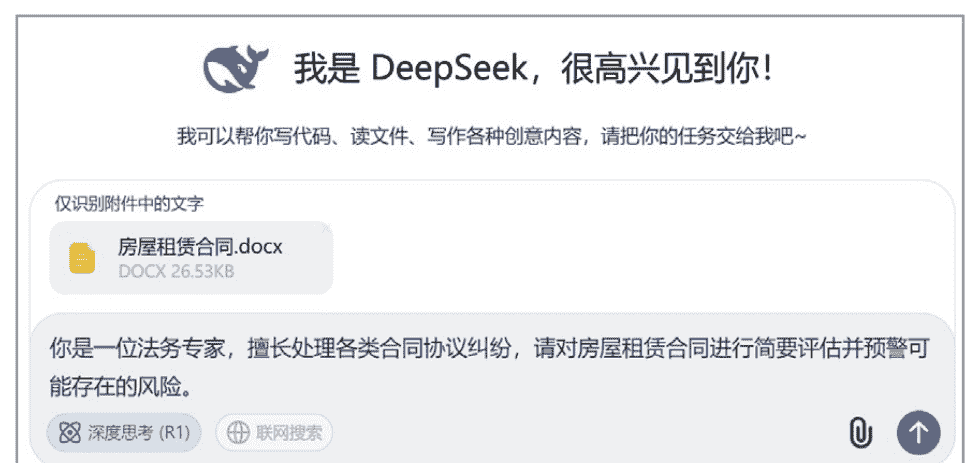 我是 DeepSeek，很高兴见到你！
我可以帮你写代码、读文件、写作各种创意内容，请把你的任务交给我吧~
仅识别附件中的文字
房屋租赁合同.docx
DOCX 26.53KB
你是一位法务专家，擅长处理各类合同协议纠纷，请对房屋租赁合同进行简要评估并预警可
能存在的风险。
深度思考 (R1)
联网搜索